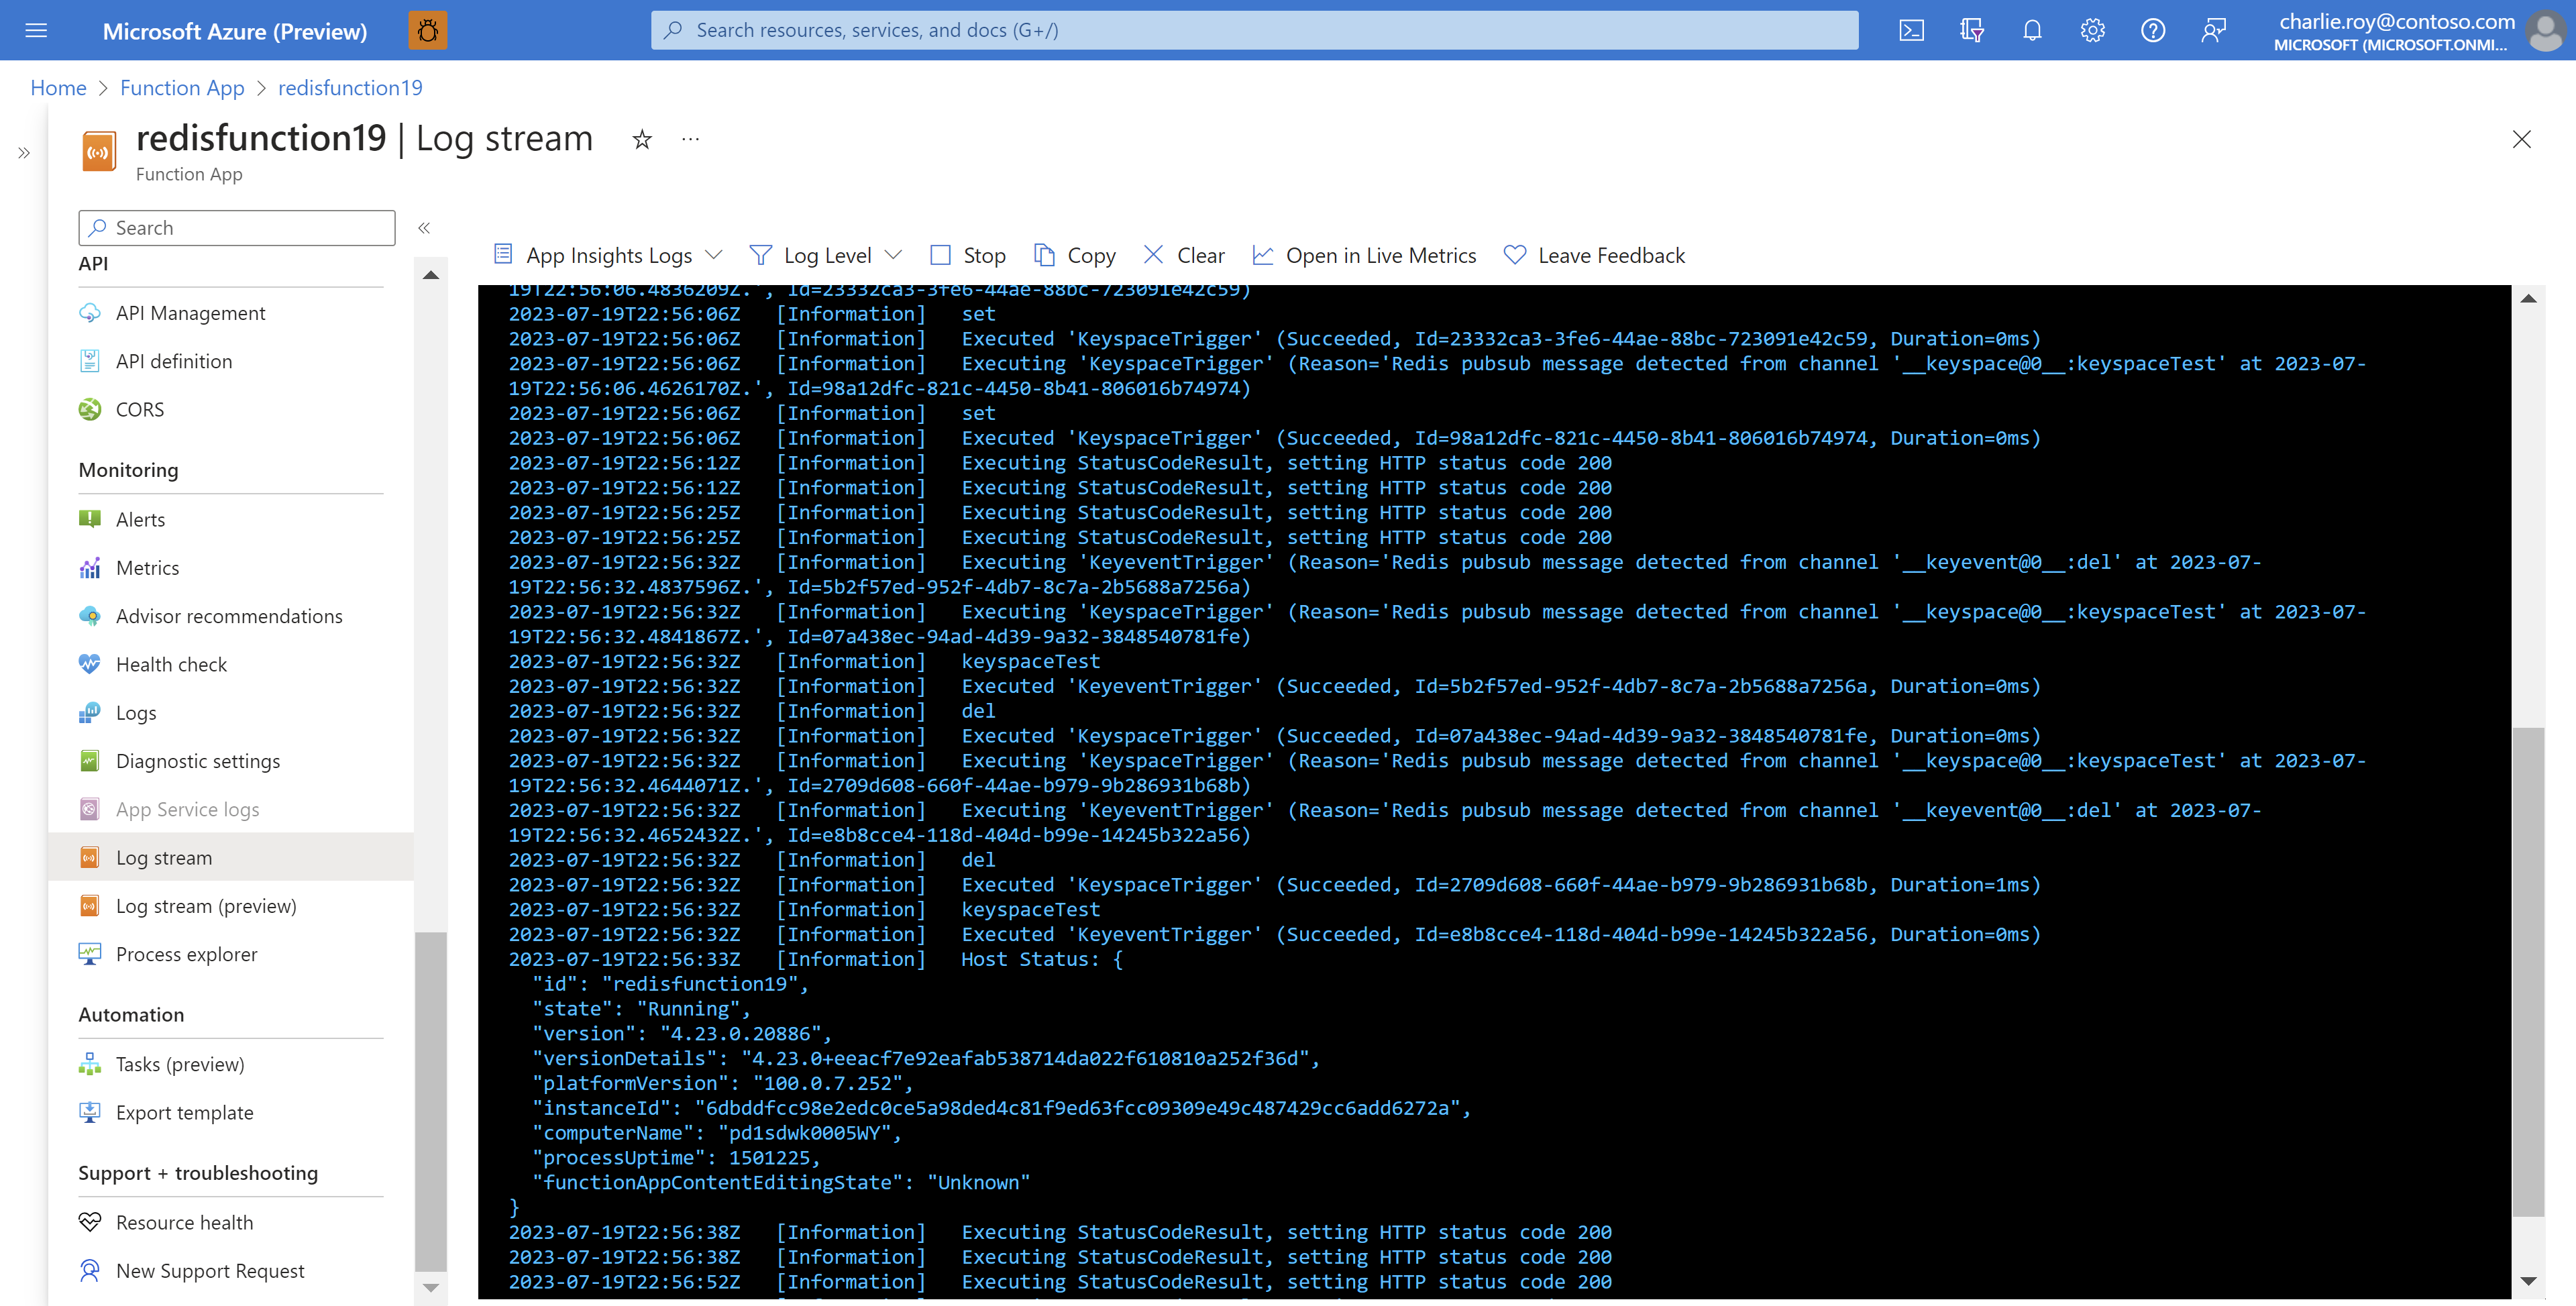 Microsoft Azure (Preview)
Search resources, services, and docs (G+/)
charlie.roy@contoso.com
MICROSOFT (MICROSOFT.ONMI...
Home > Function App > redisfunction19
redisfunction19 | Log stream
Function App
Search
API
API Management
API definition
CORS
Monitoring
Alerts
Metrics
Advisor recommendations
Health check
Logs
Diagnostic settings
App Service logs
Log stream
Log stream (preview)
Process explorer
Automation
Tasks (preview)
Export template
Support + troubleshooting
Resource health
New Support Request
App Insights Logs
Log Level
Stop
Copy
Clear
Open in Live Metrics
Leave Feedback
19T22:56:06.4836209Z.', Id=23332ca3-3fe6-44ae-88bc-723091e42c59)
2023-07-19T22:56:06Z [Information] set
2023-07-19T22:56:06Z [Information] Executed 'KeyspaceTrigger' (Succeeded, Id=23332ca3-3fe6-44ae-88bc-723091e42c59, Duration=0ms)
2023-07-19T22:56:06Z [Information] Executing 'KeyspaceTrigger' (Reason='Redis pubsub message detected from channel '__keyspace@0__:keyspaceTest' at 2023-07-
19T22:56:06.4626170Z.', Id=98a12dfc-821c-4450-8b41-806016b74974)
2023-07-19T22:56:06Z [Information] set
2023-07-19T22:56:06Z [Information] Executed 'KeyspaceTrigger' (Succeeded, Id=98a12dfc-821c-4450-8b41-806016b74974, Duration=0ms)
2023-07-19T22:56:12Z [Information] Executing StatusCodeResult, setting HTTP status code 200
2023-07-19T22:56:12Z [Information] Executing StatusCodeResult, setting HTTP status code 200
2023-07-19T22:56:25Z [Information] Executing StatusCodeResult, setting HTTP status code 200
2023-07-19T22:56:25Z [Information] Executing StatusCodeResult, setting HTTP status code 200
2023-07-19T22:56:32Z [Information] Executing 'KeyeventTrigger' (Reason='Redis pubsub message detected from channel '__keyevent@0__:del' at 2023-07-
19T22:56:32.4837596Z.', Id=5b2f57ed-952f-4db7-8c7a-2b5688a7256a)
2023-07-19T22:56:32Z [Information] Executing 'KeyspaceTrigger' (Reason='Redis pubsub message detected from channel '__keyspace@0__:keyspaceTest' at 2023-07-
19T22:56:32.4841867Z.', Id=07a438ec-94ad-4d39-9a32-3848540781fe)
2023-07-19T22:56:32Z [Information] keyspaceTest
2023-07-19T22:56:32Z [Information] Executed 'KeyeventTrigger' (Succeeded, Id=5b2f57ed-952f-4db7-8c7a-2b5688a7256a, Duration=0ms)
2023-07-19T22:56:32Z [Information] del
2023-07-19T22:56:32Z [Information] Executed 'KeyspaceTrigger' (Succeeded, Id=07a438ec-94ad-4d39-9a32-3848540781fe, Duration=0ms)
2023-07-19T22:56:32Z [Information] Executing 'KeyspaceTrigger' (Reason='Redis pubsub message detected from channel '__keyspace@0__:keyspaceTest' at 2023-07-
19T22:56:32.4644071Z.', Id=2709d608-660f-44ae-b979-9b286931b68b)
2023-07-19T22:56:32Z [Information] Executing 'KeyeventTrigger' (Reason='Redis pubsub message detected from channel '__keyevent@0__:del' at 2023-07-
19T22:56:32.4652432Z.', Id=e8b8cce4-118d-404d-b99e-14245b322a56)
2023-07-19T22:56:32Z [Information] del
2023-07-19T22:56:32Z [Information] Executed 'KeyspaceTrigger' (Succeeded, Id=2709d608-660f-44ae-b979-9b286931b68b, Duration=1ms)
2023-07-19T22:56:32Z [Information] keyspaceTest
2023-07-19T22:56:32Z [Information] Executed 'KeyeventTrigger' (Succeeded, Id=e8b8cce4-118d-404d-b99e-14245b322a56, Duration=0ms)
2023-07-19T22:56:33Z [Information] Host Status: {
"id": "redisfunction19",
"state": "Running",
"version": "4.23.0.20886",
"versionDetails": "4.23.0+eeacf7e92eafab538714da022f610810a252f36d",
"platformVersion": "100.0.7.252",
"instanceId": "6dbddfcc98e2edc0ce5a98ded4c81f9ed63fcc09309e49c487429cc6add6272a",
"computerName": "pd1sdwk0005WY",
"processUptime": 1501225,
"functionAppContentEditingState": "Unknown"
}
2023-07-19T22:56:38Z [Information] Executing StatusCodeResult, setting HTTP status code 200
2023-07-19T22:56:38Z [Information] Executing StatusCodeResult, setting HTTP status code 200
2023-07-19T22:56:52Z [Information] Executing StatusCodeResult, setting HTTP status code 200